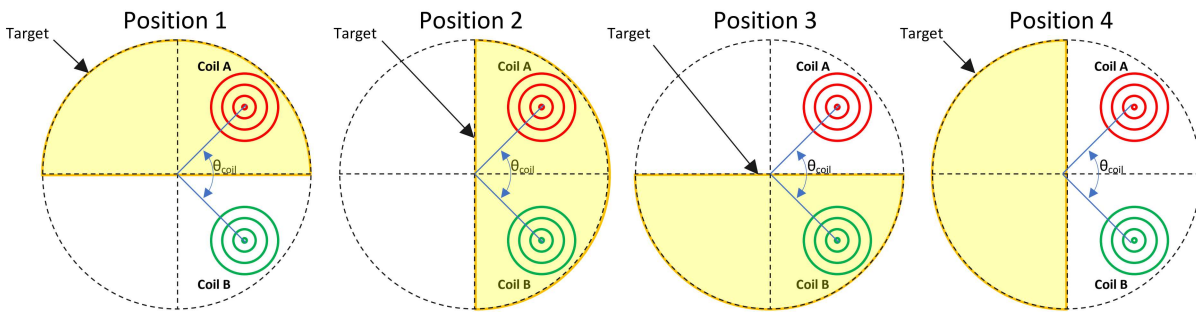 Position 1
Target
Coil A
θcoil
Coil B
Position 2
Target
Coil A
θcoil
Coil B
Position 3
Target
Coil A
θcoil
Coil B
Position 4
Target
Coil A
θcoil
Coil B